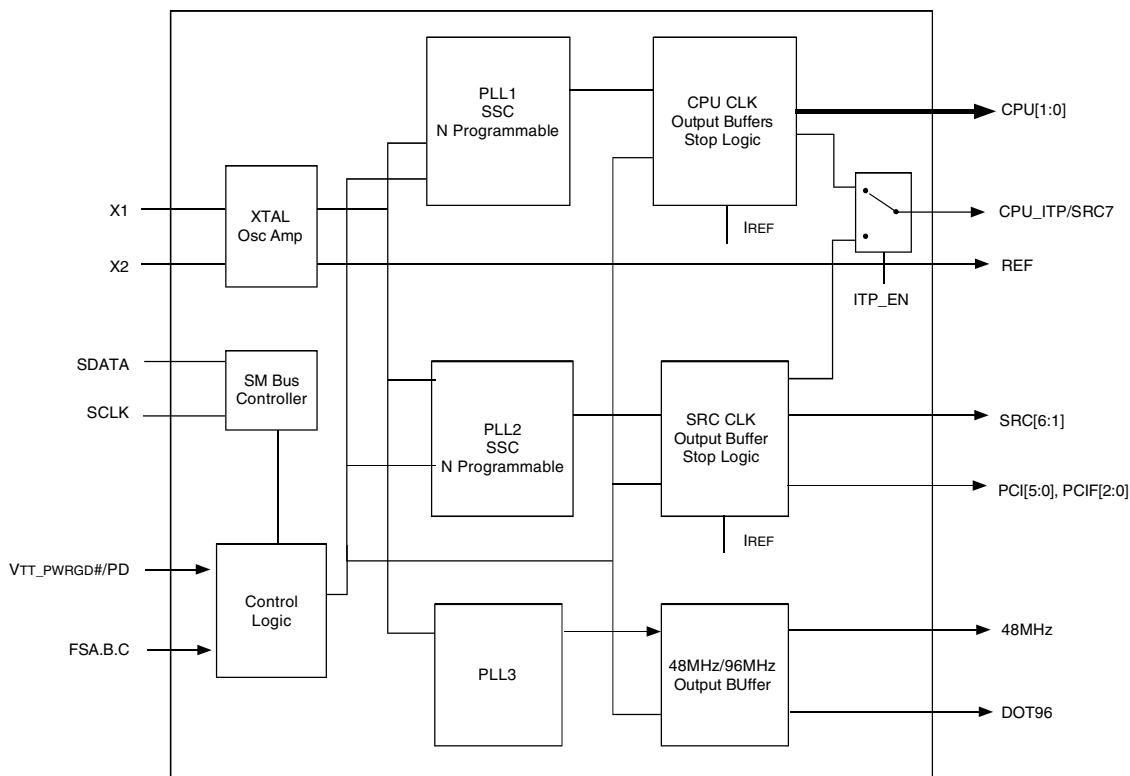 PLL1
SSC
N Programmable
CPU CLK
Output Buffers
Stop Logic
CPU[1:0]
X1
XTAL
Osc Amp
CPU_ITP/SRC7
IREF
X2
REF
ITP_EN
SDATA
SM Bus
Controller
SCLK
PLL2
SSC
N Programmable
SRC CLK
Output Buffer
Stop Logic
SRC[6:1]
PCI[5:0], PCIF[2:0]
IREF
VTT_PWRGD#/PD
Control
Logic
FSA.B.C
PLL3
48MHz/96MHz
Output BUffer
48MHz
DOT96